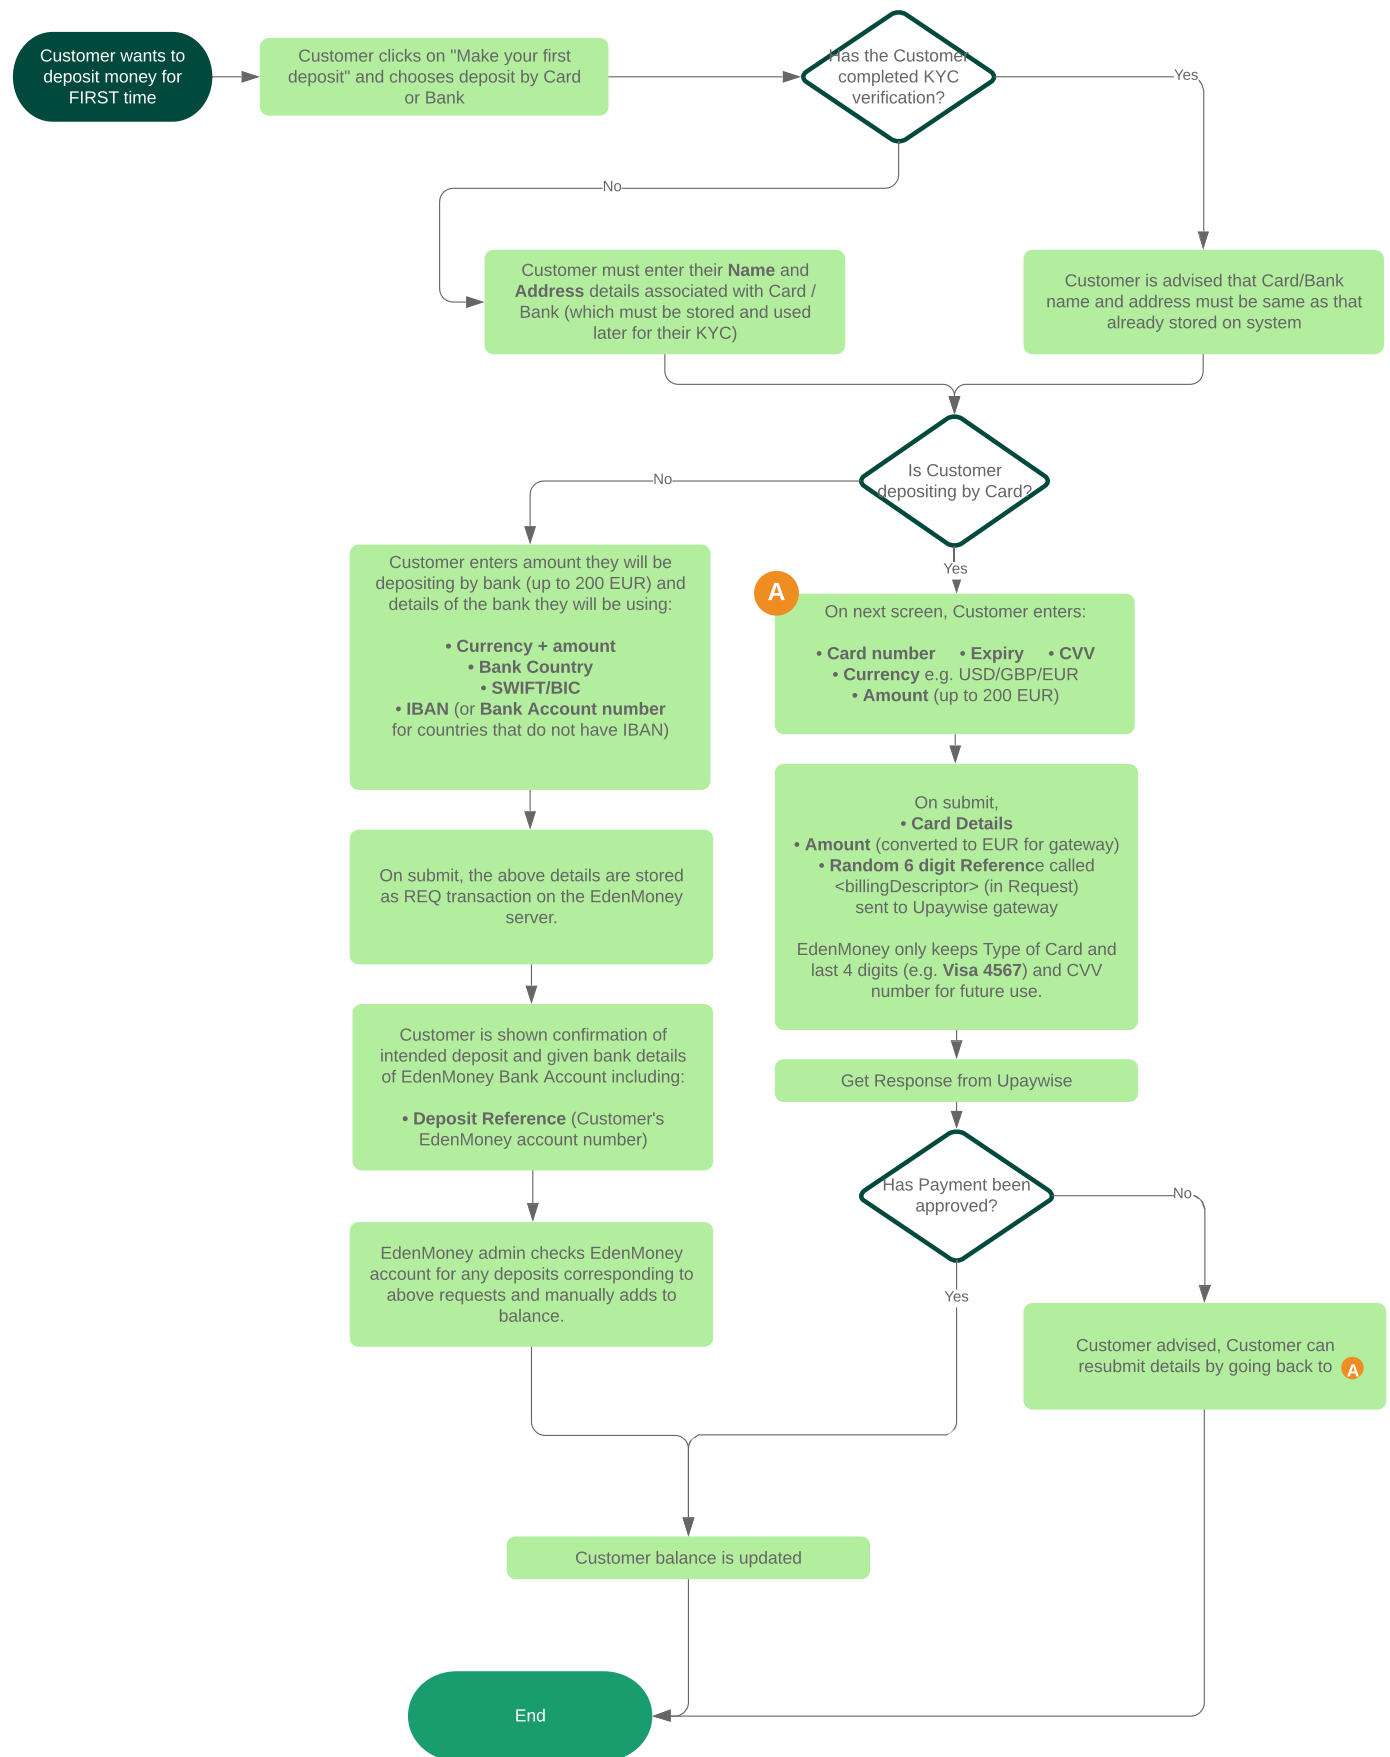 Customer wants to
deposit money for
FIRST time
Customer clicks on "Make your first
deposit" and chooses deposit by Card
or Bank
Has the Customer
completed KYC
verification?
Yes
No
Customer must enter their Name and
Address details associated with Card /
Bank (which must be stored and used
later for their KYC)
Customer is advised that Card/Bank
name and address must be same as that
already stored on system
Is Customer
depositing by Card?
No
Yes
Customer enters amount they will be
depositing by bank (up to 200 EUR) and
details of the bank they will be using:
• Currency + amount
• Bank Country
• SWIFT/BIC
• IBAN (or Bank Account number
for countries that do not have IBAN)
A
On next screen, Customer enters:
• Card number • Expiry • CVV
• Currency e.g. USD/GBP/EUR
• Amount (up to 200 EUR)
On submit, the above details are stored
as REQ transaction on the EdenMoney
server.
On submit,
• Card Details
• Amount (converted to EUR for gateway)
• Random 6 digit Reference called
<billingDescriptor> (in Request)
sent to Upaywise gateway
EdenMoney only keeps Type of Card and
last 4 digits (e.g. Visa 4567) and CVV
number for future use.
Customer is shown confirmation of
intended deposit and given bank details
of EdenMoney Bank Account including:
• Deposit Reference (Customer's
EdenMoney account number)
Get Response from Upaywise
Has Payment been
approved?
No
Yes
EdenMoney admin checks EdenMoney
account for any deposits corresponding to
above requests and manually adds to
balance.
Customer advised, Customer can
resubmit details by going back to A
Customer balance is updated
End